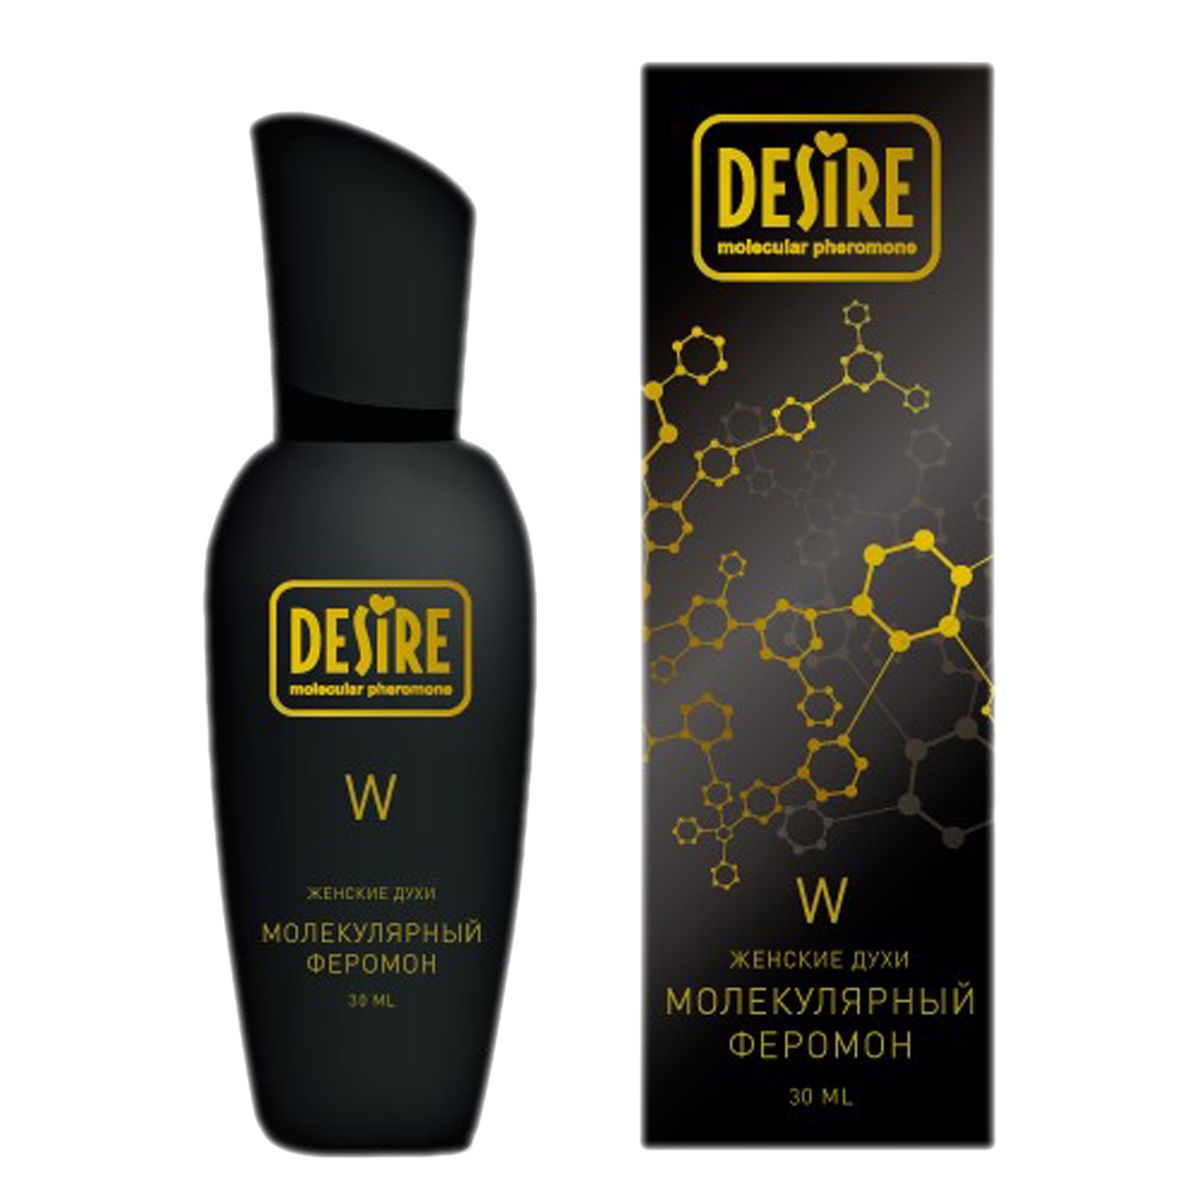 DESIRE
molecular pheromone
W
ЖЕНСКИЕ ДУХИ
МОЛЕКУЛЯРНЫЙ
ФЕРОМОН
30 ML
DESIRE
molecular pheromone
W
ЖЕНСКИЕ ДУХИ
МОЛЕКУЛЯРНЫЙ
ФЕРОМОН
30 ML